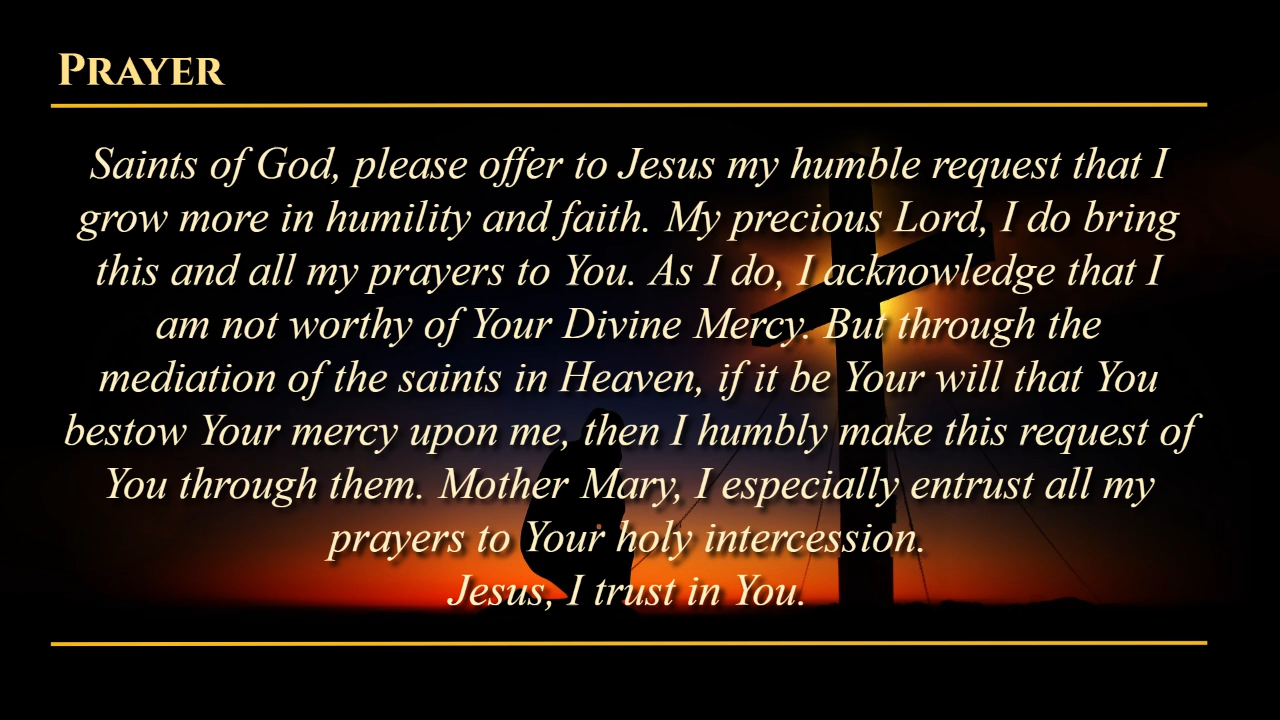 Prayer
Saints of God, please offer to Jesus my humble request that I
grow more in humility and faith. My precious Lord, I do bring
this and all my prayers to You. As I do, I acknowledge that I
am not worthy of Your Divine Mercy. But through the
mediation of the saints in Heaven, if it be Your will that You
bestow Your mercy upon me, then I humbly make this request of
You through them. Mother Mary, I especially entrust all my
prayers to Your holy intercession.
Jesus, I trust in You.